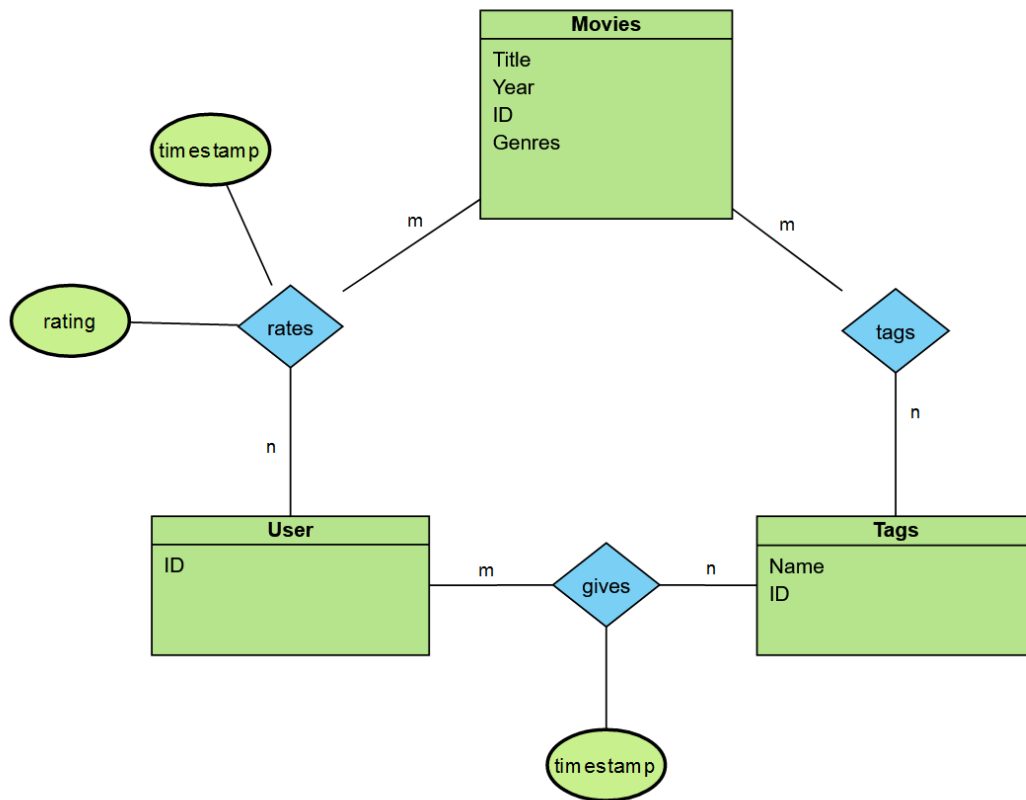 Movies
Title
Year
ID
Genres
timestamp
m
m
rating
rates
tags
n
n
User
ID
m
gives
n
Tags
Name
ID
timestamp